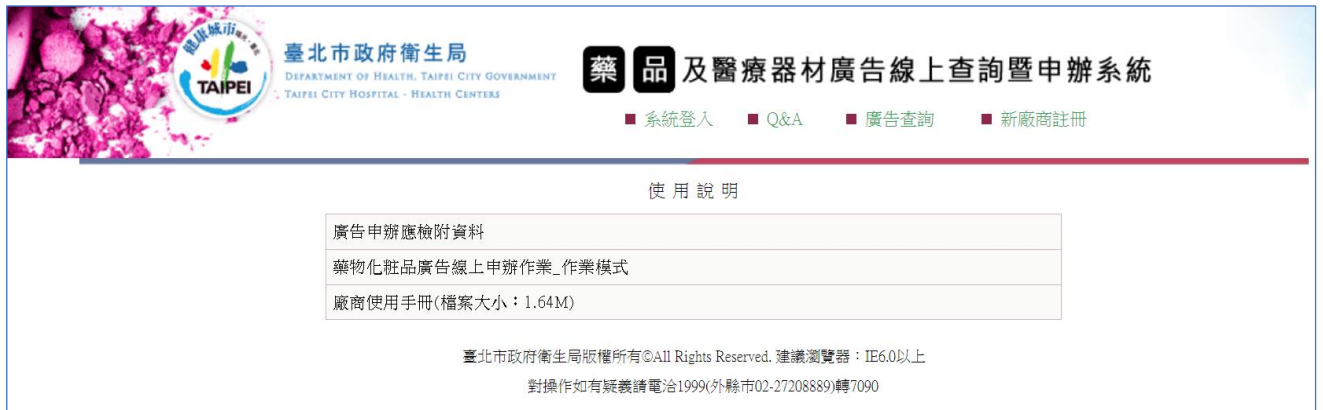 健康城市
TAIPEI
臺北市政府衛生局
DEPARTMENT OF HEALTH, TAIPEI CITY GOVERNMENT
TAIPEI CITY HOSPITAL - HEALTH CENTERS
藥品及醫療器材廣告線上查詢暨申辦系統
■ 系統登入 ■ Q&A ■ 廣告查詢 ■ 新廠商註冊
使用說明
廣告申辦應檢附資料
藥物化粧品廣告線上申辦作業_作業模式
廠商使用手冊(檔案大小：1.64M)
臺北市政府衛生局版權所有©All Rights Reserved. 建議瀏覽器：IE6.0以上
對操作如有疑義請電洽1999(外縣市02-27208889)轉7090